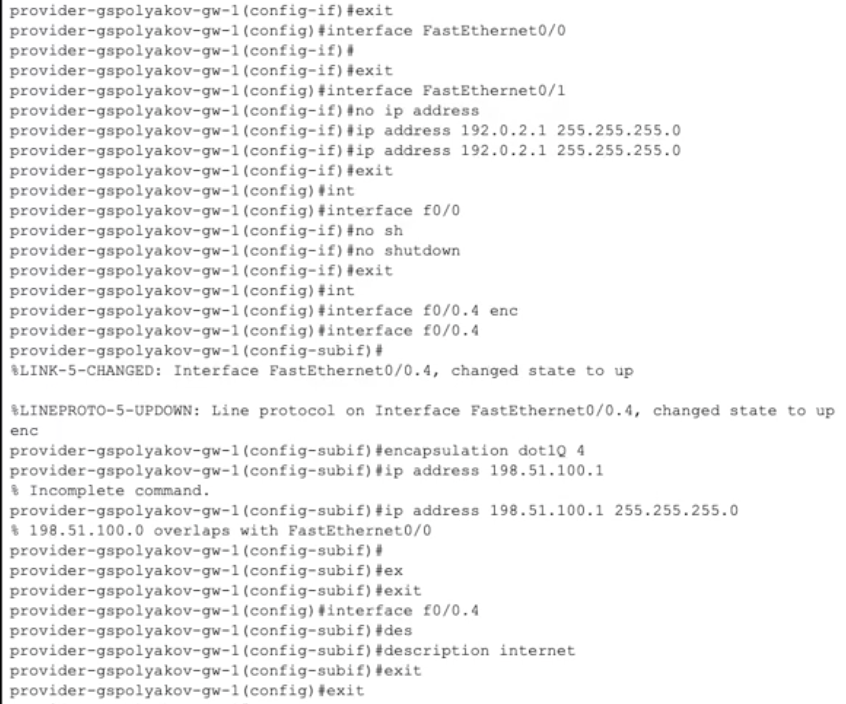 provider-gspolyakov-gw-1(config-if)#exit
provider-gspolyakov-gw-1(config)#interface FastEthernet0/0
provider-gspolyakov-gw-1(config-if)#
provider-gspolyakov-gw-1(config-if)#exit
provider-gspolyakov-gw-1(config)#interface FastEthernet0/1
provider-gspolyakov-gw-1(config-if)#no ip address
provider-gspolyakov-gw-1(config-if)#ip address 192.0.2.1 255.255.255.0
provider-gspolyakov-gw-1(config-if)#ip address 192.0.2.1 255.255.255.0
provider-gspolyakov-gw-1(config-if)#exit
provider-gspolyakov-gw-1(config)#int
provider-gspolyakov-gw-1(config)#interface f0/0
provider-gspolyakov-gw-1(config-if)#no sh
provider-gspolyakov-gw-1(config-if)#no shutdown
provider-gspolyakov-gw-1(config-if)#exit
provider-gspolyakov-gw-1(config)#int
provider-gspolyakov-gw-1(config)#interface f0/0.4 enc
provider-gspolyakov-gw-1(config)#interface f0/0.4
provider-gspolyakov-gw-1(config-subif)#
%LINK-5-CHANGED: Interface FastEthernet0/0.4, changed state to up
%LINEPROTO-5-UPDOWN: Line protocol on Interface FastEthernet0/0.4, changed state to up
enc
provider-gspolyakov-gw-1(config-subif)#encapsulation dot1Q 4
provider-gspolyakov-gw-1(config-subif)#ip address 198.51.100.1
% Incomplete command.
provider-gspolyakov-gw-1(config-subif)#ip address 198.51.100.1 255.255.255.0
% 198.51.100.0 overlaps with FastEthernet0/0
provider-gspolyakov-gw-1(config-subif)#
provider-gspolyakov-gw-1(config-subif)#ex
provider-gspolyakov-gw-1(config-subif)#exit
provider-gspolyakov-gw-1(config)#interface f0/0.4
provider-gspolyakov-gw-1(config-subif)#des
provider-gspolyakov-gw-1(config-subif)#description internet
provider-gspolyakov-gw-1(config-subif)#exit
provider-gspolyakov-gw-1(config)#exit